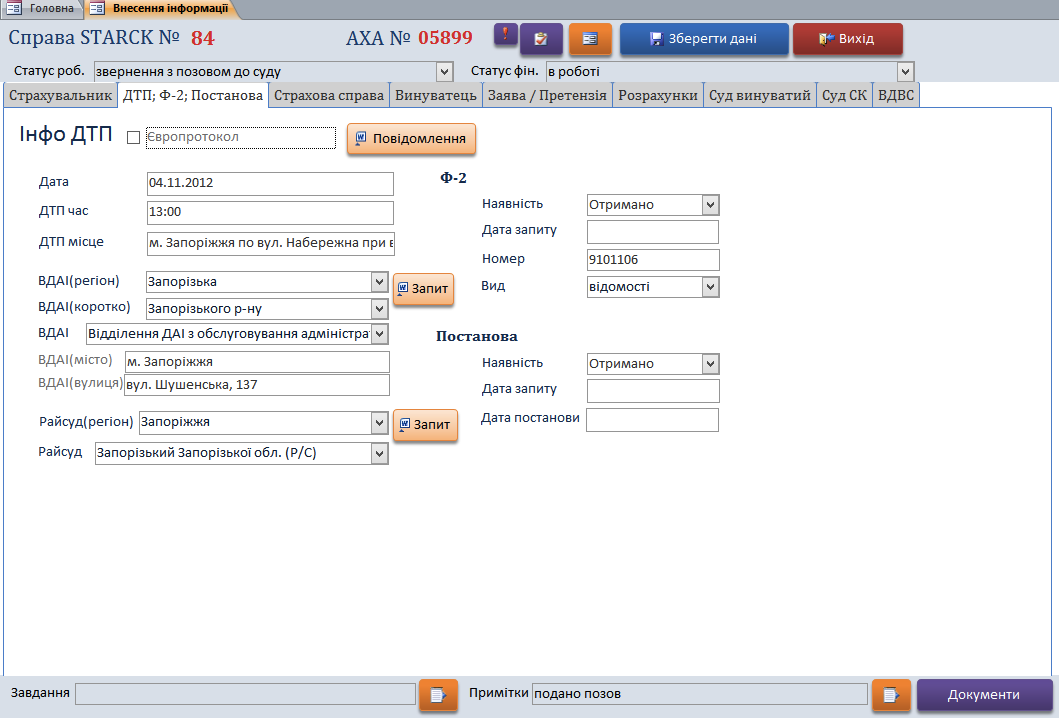 Головна Внесення інформації
Справа STARCK № 84 AXA № 05899 ! Зберегти дані Вихід
Статус роб. звернення з позовом до суду Статус фін. в роботі
Страхувальник ДТП; Ф-2; Постанова Страхова справа Винуватець Заява / Претензія Розрахунки Суд винуватий Суд СК ВДВС
Інфо ДТП Європротокол Повідомлення
Дата 04.11.2012
ДТП час 13:00
ДТП місце м. Запоріжжя по вул. Набережна при в
ВДАІ(регіон) Запорізька Запит
ВДАІ(коротко) Запорізького р-ну
ВДАІ Відділення ДАІ з обслуговування адміністрат
ВДАІ(місто) м. Запоріжжя
ВДАІ(вулиця) вул. Шушенська, 137
Райсуд(регіон) Запоріжжя Запит
Райсуд Запорізький Запорізької обл. (Р/С)
Ф-2
Наявність Отримано
Дата запиту
Номер 9101106
Вид відомості
Постанова
Наявність Отримано
Дата запиту
Дата постанови
Завдання Примітки подано позов Документи